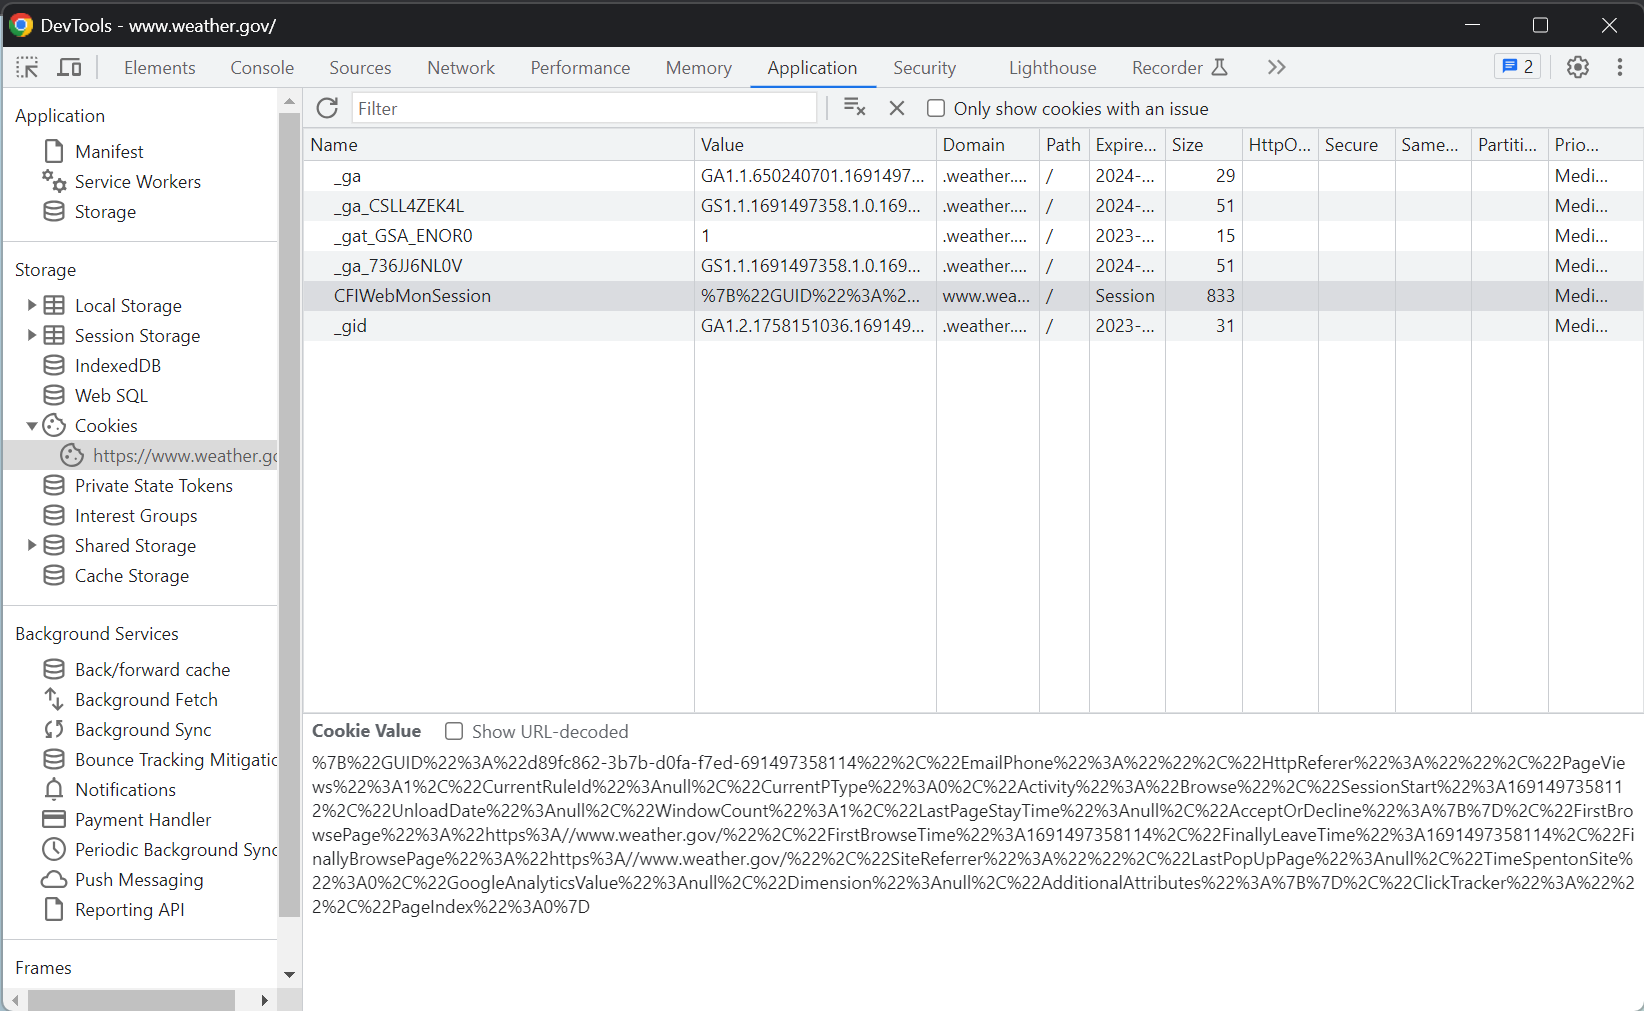 DevTools - www.weather.gov/
Elements Console Sources Network Performance Memory Application Security Lighthouse Recorder 2
Application
Manifest
Service Workers
Storage
Storage
Local Storage
Session Storage
IndexedDB
Web SQL
Cookies
https://www.weather.go
Private State Tokens
Interest Groups
Shared Storage
Cache Storage
Background Services
Back/forward cache
Background Fetch
Background Sync
Bounce Tracking Mitigatic
Notifications
Payment Handler
Periodic Background Sync
Push Messaging
Reporting API
Frames
Filter Only show cookies with an issue
Name Value Domain Path Expire... Size HttpO... Secure Same... Partiti... Prio...
_ga GA1.1.650240701.1691497... .weather.... / 2024-... 29 Medi...
_ga_CSLL4ZEK4L GS1.1.1691497358.1.0.169... .weather.... / 2024-... 51 Medi...
_gat_GSA_ENOR0 1 .weather.... / 2023-... 15 Medi...
_ga_736JJ6NL0V GS1.1.1691497358.1.0.169... .weather.... / 2024-... 51 Medi...
CFIWebMonSession %7B%22GUID%22%3A%2... www.wea... / Session 833 Medi...
_gid GA1.2.1758151036.169149... .weather.... / 2023-... 31 Medi...
Cookie Value Show URL-decoded
%7B%22GUID%22%3A%22d89fc862-3b7b-d0fa-f7ed-691497358114%22%2C%22EmailPhone%22%3A%22%22%2C%22HttpReferer%22%3A%22%22%2C%22PageVie
ws%22%3A1%2C%22CurrentRuleId%22%3Anull%2C%22CurrentPType%22%3A0%2C%22Activity%22%3A%22Browse%22%2C%22SessionStart%22%3A169149735811
2%2C%22UnloadDate%22%3Anull%2C%22WindowCount%22%3A1%2C%22LastPageStayTime%22%3Anull%2C%22AcceptOrDecline%22%3A%7B%7D%2C%22FirstBro
wsePage%22%3A%22https%3A//www.weather.gov/%22%2C%22FirstBrowseTime%22%3A1691497358114%2C%22FinallyLeaveTime%22%3A1691497358114%2C%22Fi
nallyBrowsePage%22%3A%22https%3A//www.weather.gov/%22%2C%22SiteReferrer%22%3A%22%22%2C%22LastPopUpPage%22%3Anull%2C%22TimeSpentonSite%
22%3A0%2C%22GoogleAnalyticsValue%22%3Anull%2C%22Dimension%22%3Anull%2C%22AdditionalAttributes%22%3A%7B%7D%2C%22ClickTracker%22%3A%22%2
2%2C%22PageIndex%22%3A0%7D